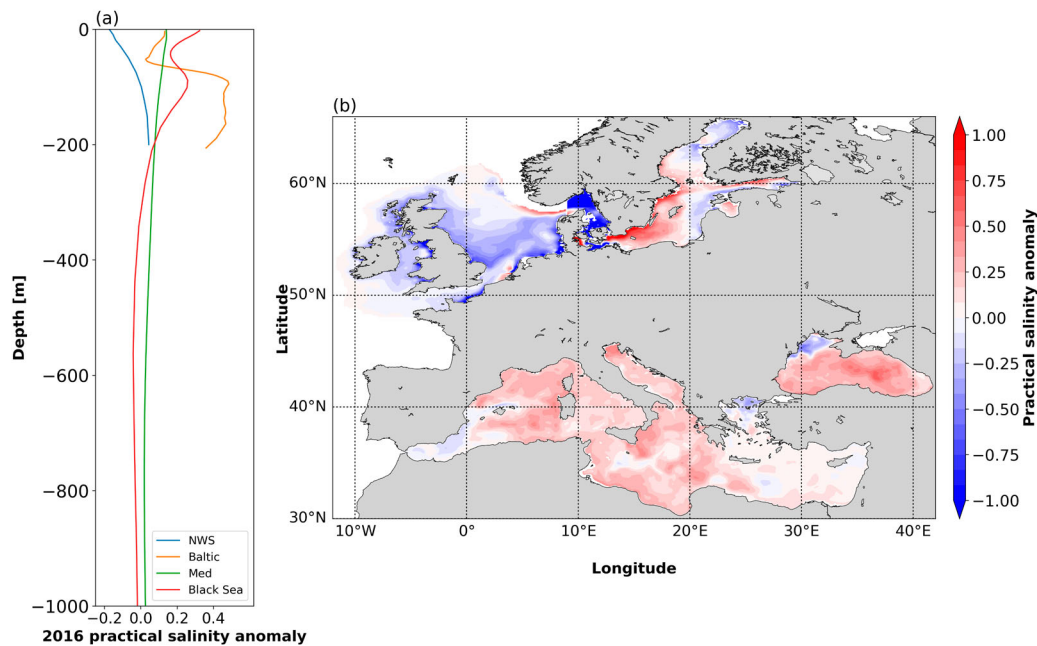 (a)
0
−200
−400
−600
−800
−1000
Depth [m]
NWS
Baltic
Med
Black Sea
−0.2 0.0 0.2 0.4
2016 practical salinity anomaly
(b)
60°N
50°N
40°N
30°N
Latitude
10°W 0° 10°E 20°E 30°E 40°E
Longitude
1.00
0.75
0.50
0.25
0.00
−0.25
−0.50
−0.75
−1.00
Practical salinity anomaly